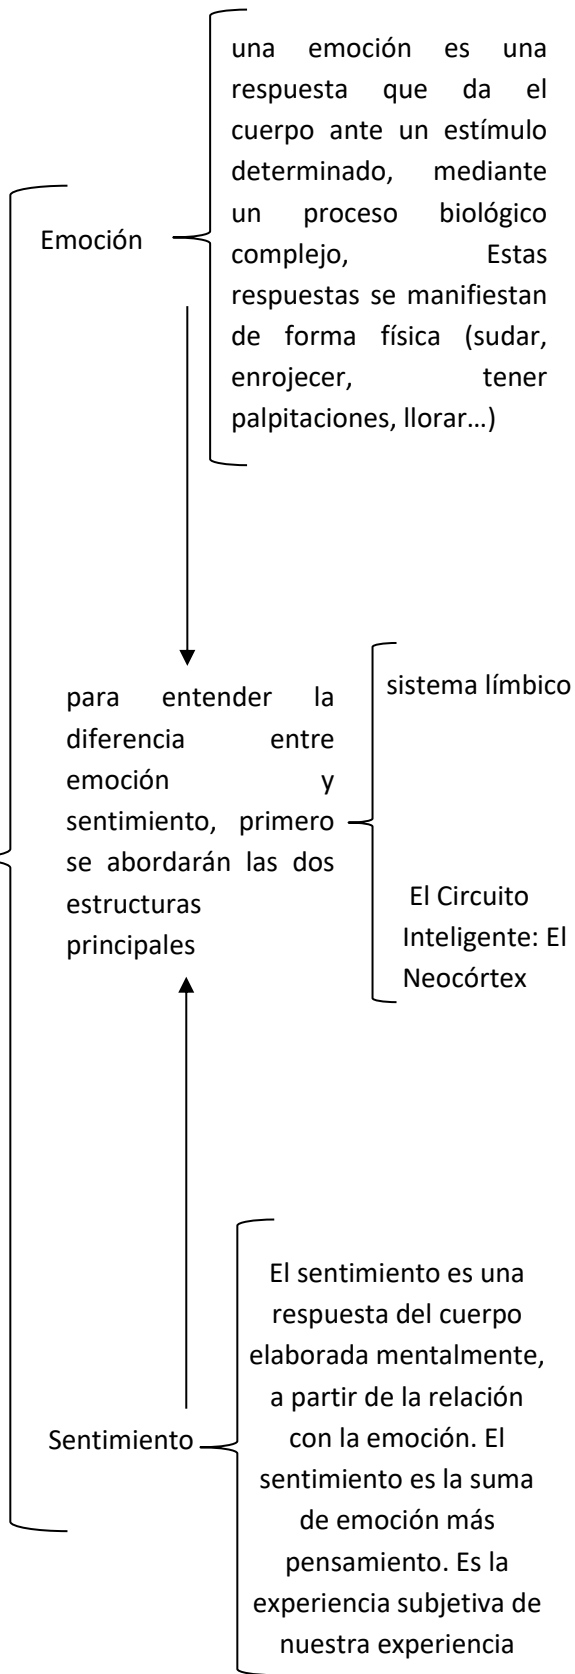 una emoción es una
respuesta que da el
cuerpo ante un estímulo
determinado, mediante
un proceso biológico
complejo, Estas
respuestas se manifiestan
de forma física (sudar,
enrojecer, tener
palpitaciones, llorar…)
Emoción
para entender la
diferencia entre
emoción y
sentimiento, primero
se abordarán las dos
estructuras
principales
sistema límbico
El Circuito
Inteligente: El
Neocórtex
Sentimiento
El sentimiento es una
respuesta del cuerpo
elaborada mentalmente,
a partir de la relación
con la emoción. El
sentimiento es la suma
de emoción más
pensamiento. Es la
experiencia subjetiva de
nuestra experiencia